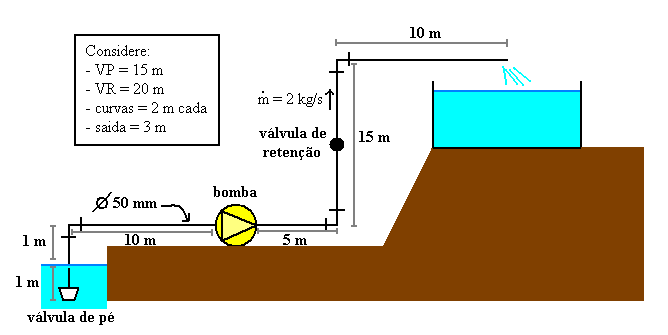 Considere:
- VP = 15 m
- VR = 20 m
- curvas = 2 m cada
- saida = 3 m
10 m
ṁ = 2 kg/s
válvula de
retenção
15 m
bomba
Ø 50 mm
1 m
10 m
5 m
1 m
válvula de pé